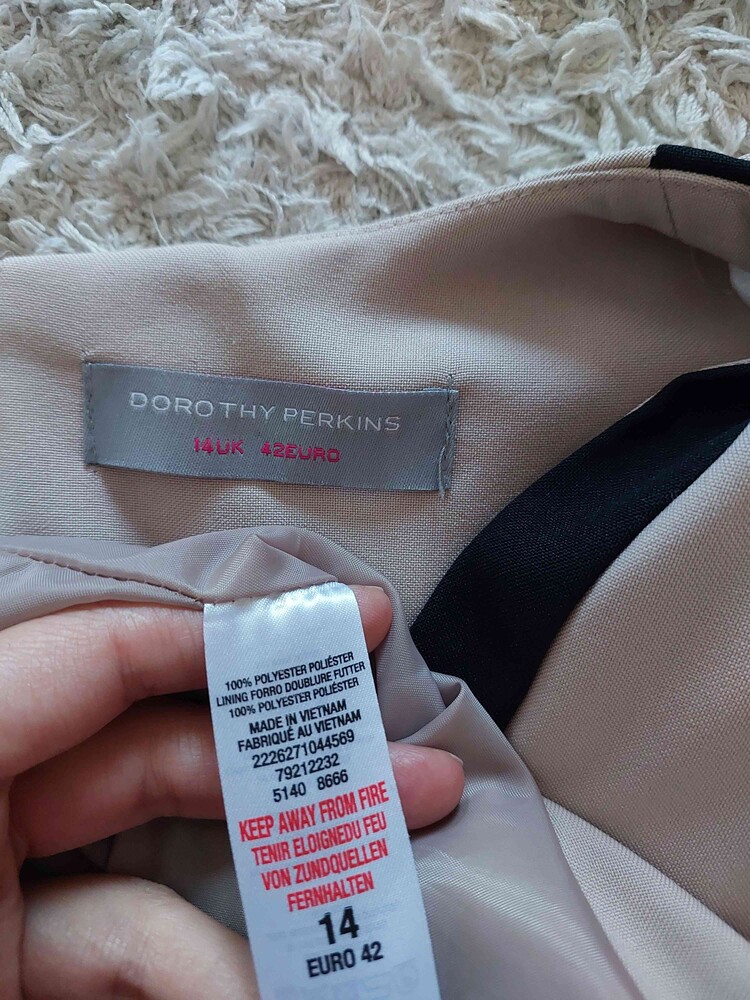 DOROTHY PERKINS
14UK 42EURO
100% POLYESTER POLIÉSTER
LINING FORRO DOUBLURE FUTTER
100% POLYESTER POLIÉSTER
MADE IN VIETNAM
FABRIQUÉ AU VIETNAM
2226271044569
79212232
5140 8666
KEEP AWAY FROM FIRE
TENIR ELOIGNEDU FEU
VON ZUNDQUELLEN
FERNHALTEN
14
EURO 42